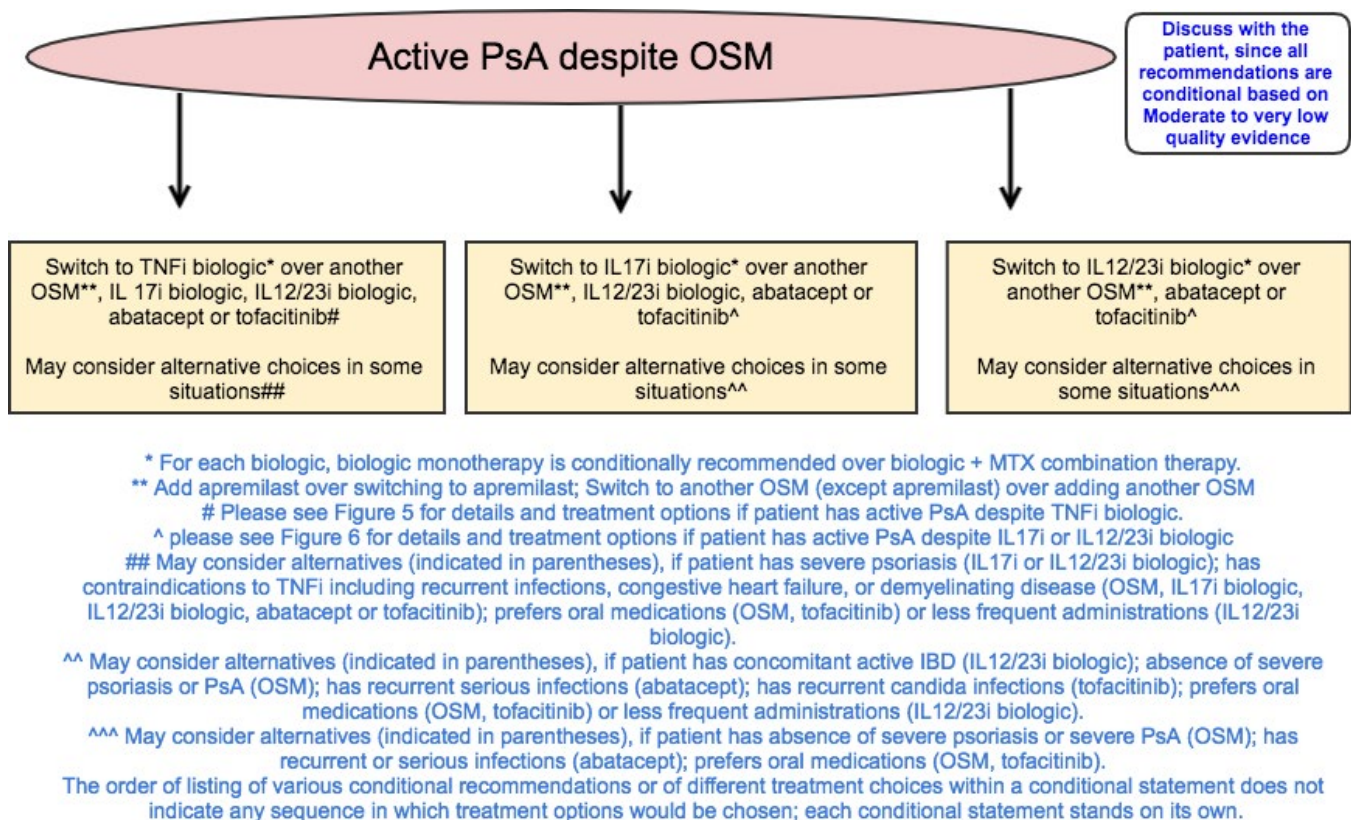 Active PsA despite OSM
Discuss with the
patient, since all
recommendations are
conditional based on
Moderate to very low
quality evidence
Switch to TNFi biologic* over another
OSM**, IL 17i biologic, IL12/23i biologic,
abatacept or tofacitinib#
May consider alternative choices in some
situations##
Switch to IL17i biologic* over another
OSM**, IL12/23i biologic, abatacept or
tofacitinib^
May consider alternative choices in some
situations^^
Switch to IL12/23i biologic* over
another OSM**, abatacept or
tofacitinib^
May consider alternative choices in
some situations^^^
* For each biologic, biologic monotherapy is conditionally recommended over biologic + MTX combination therapy.
** Add apremilast over switching to apremilast; Switch to another OSM (except apremilast) over adding another OSM
# Please see Figure 5 for details and treatment options if patient has active PsA despite TNFi biologic.
^ please see Figure 6 for details and treatment options if patient has active PsA despite IL17i or IL12/23i biologic
## May consider alternatives (indicated in parentheses), if patient has severe psoriasis (IL17i or IL12/23i biologic); has
contraindications to TNFi including recurrent infections, congestive heart failure, or demyelinating disease (OSM, IL17i biologic,
IL12/23i biologic, abatacept or tofacitinib); prefers oral medications (OSM, tofacitinib) or less frequent administrations (IL12/23i
biologic).
^^ May consider alternatives (indicated in parentheses), if patient has concomitant active IBD (IL12/23i biologic); absence of severe
psoriasis or PsA (OSM); has recurrent serious infections (abatacept); has recurrent candida infections (tofacitinib); prefers oral
medications (OSM, tofacitinib) or less frequent administrations (IL12/23i biologic).
^^^ May consider alternatives (indicated in parentheses), if patient has absence of severe psoriasis or severe PsA (OSM); has
recurrent or serious infections (abatacept); prefers oral medications (OSM, tofacitinib).
The order of listing of various conditional recommendations or of different treatment choices within a conditional statement does not
indicate any sequence in which treatment options would be chosen; each conditional statement stands on its own.